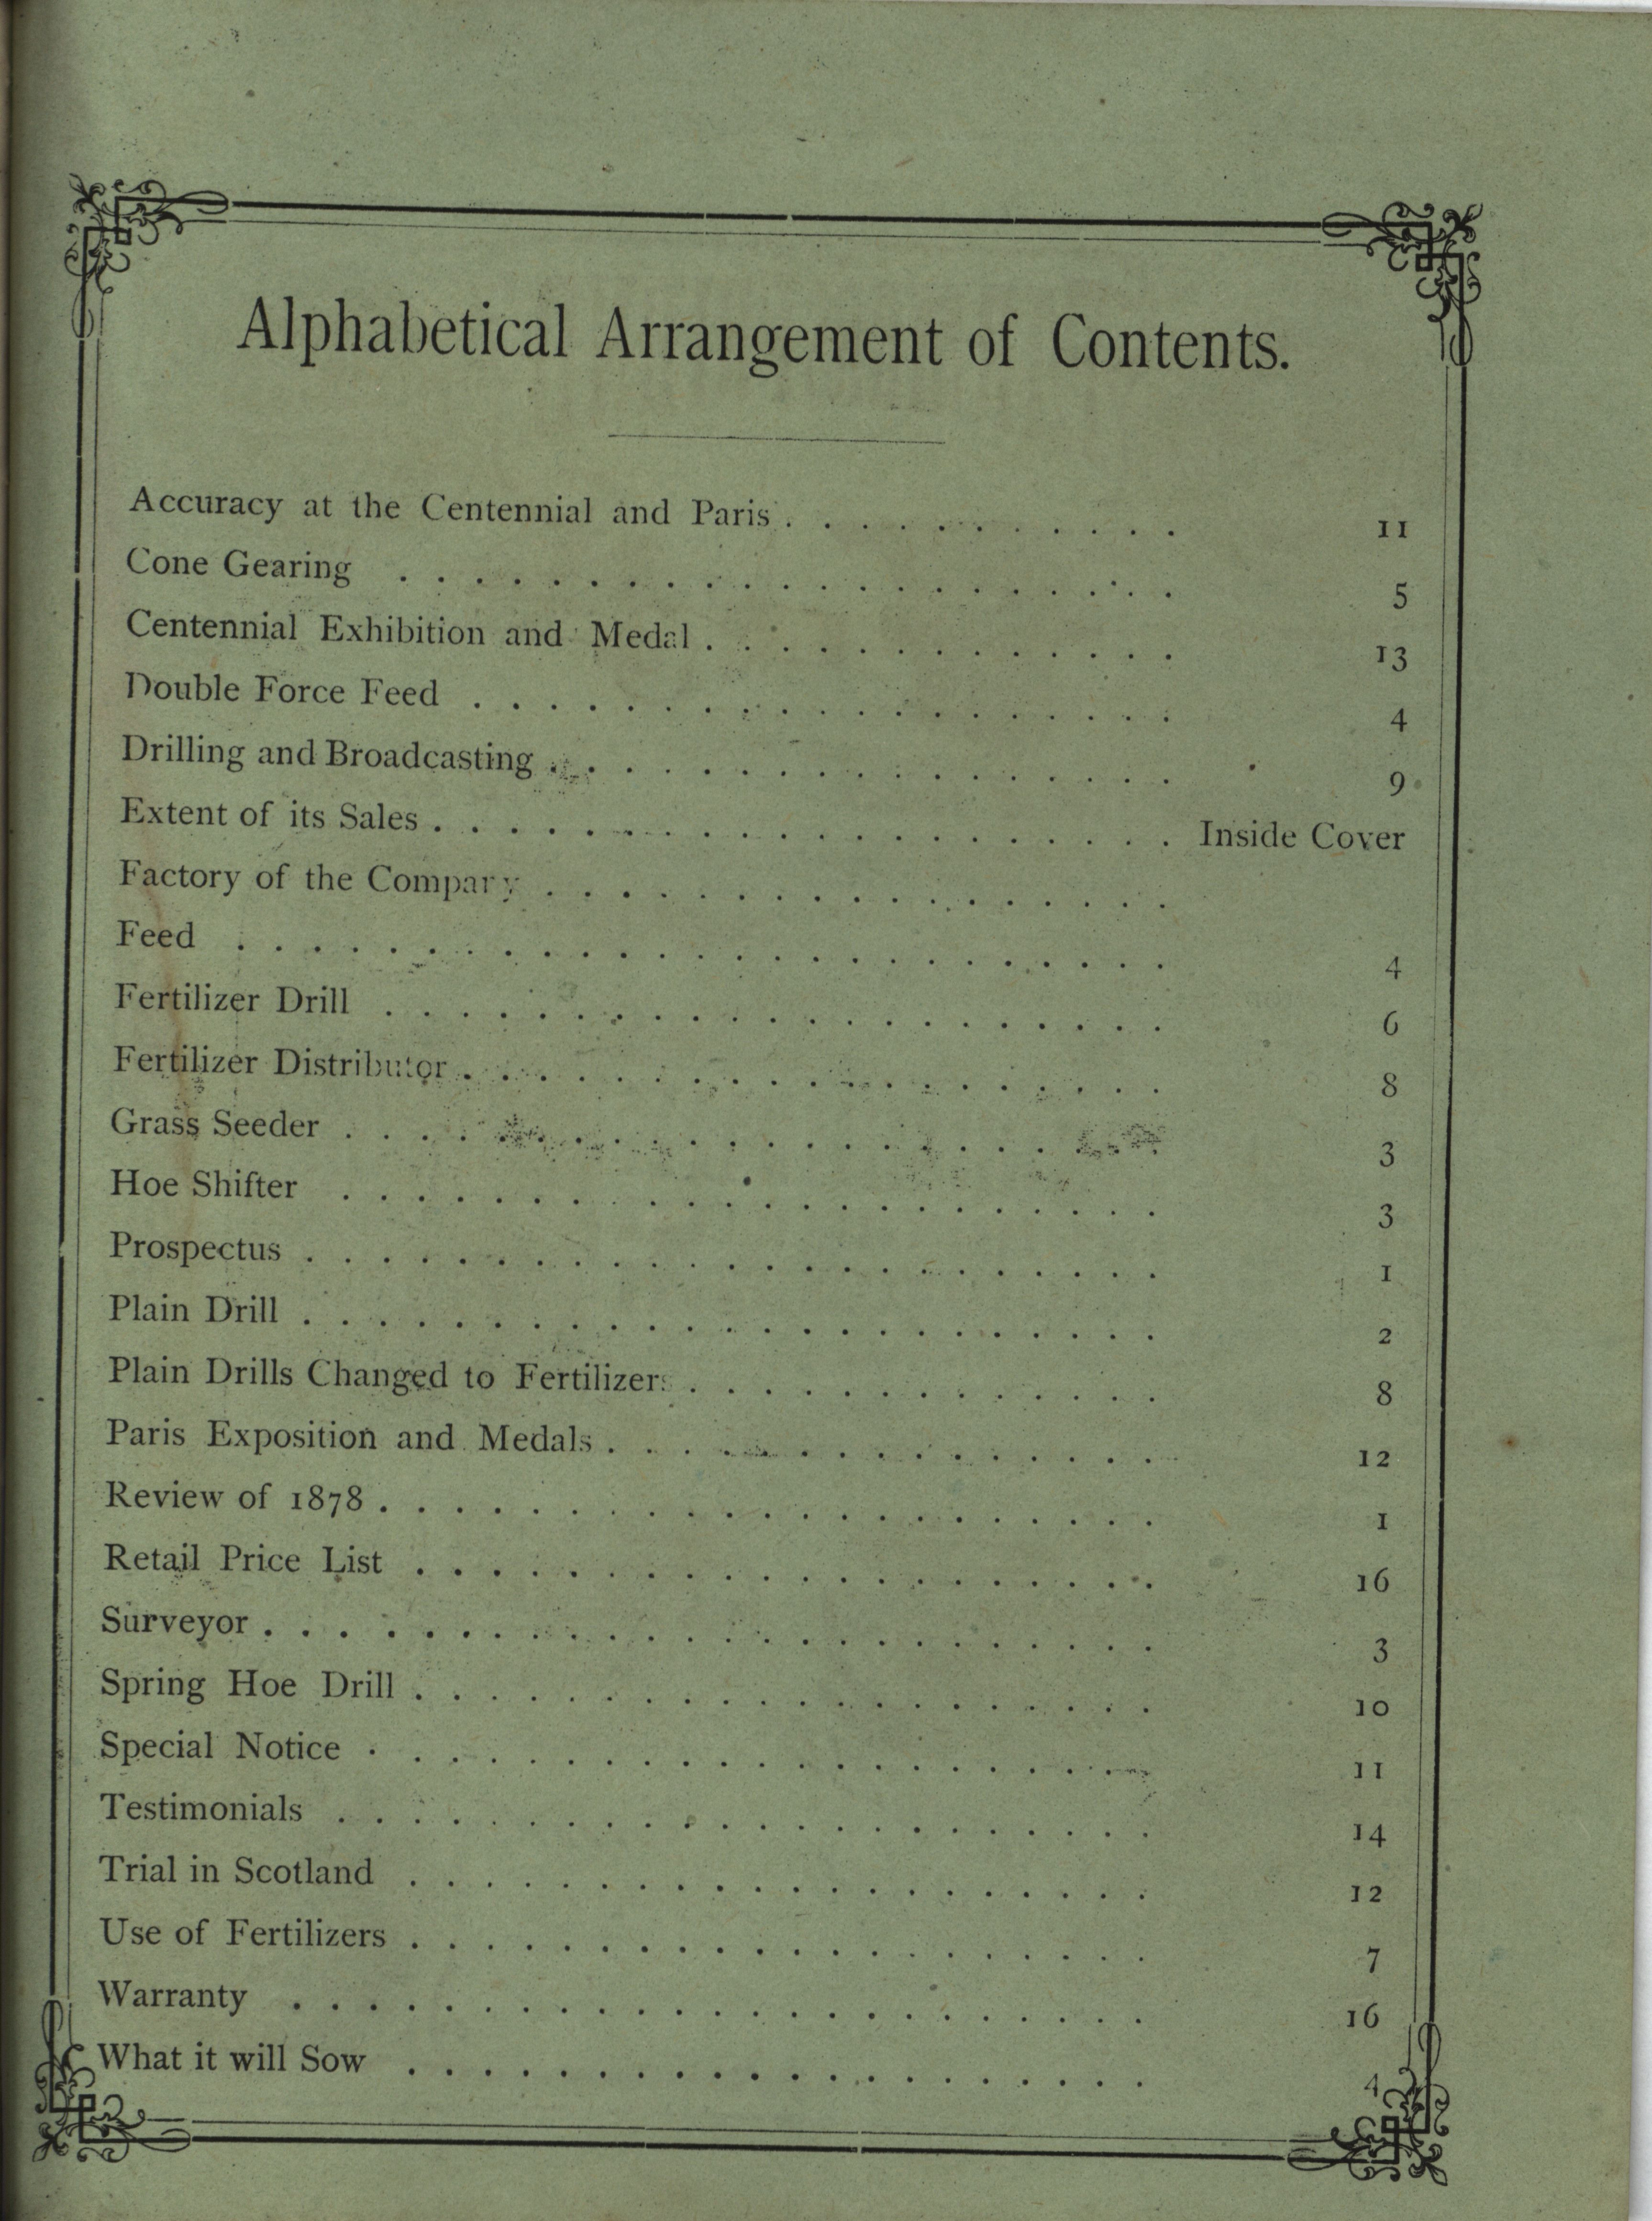 Alphabetical Arrangement of Contents.
Accuracy at the Centennial and Paris . . . . . . . . . . . 11
Cone Gearing . . . . . . . . . . . . . . . . . . . . . 5
Centennial Exhibition and Medal . . . . . . . . . . . . . 13
Double Force Feed . . . . . . . . . . . . . . . . . . . 4
Drilling and Broadcasting . . . . . . . . . . . . . . . . . 9
Extent of its Sales . . . . . . . . . . . . . . . . . . . . Inside Cover
Factory of the Company . . . . . . . . . . . . . . . . .
Feed . . . . . . . . . . . . . . . . . . . . . . . . . 4
Fertilizer Drill . . . . . . . . . . . . . . . . . . . . . 6
Fertilizer Distributor . . . . . . . . . . . . . . . . . . . 8
Grass Seeder . . . . . . . . . . . . . . . . . . . . . . 3
Hoe Shifter . . . . . . . . . . . . . . . . . . . . . . 3
Prospectus . . . . . . . . . . . . . . . . . . . . . . . 1
Plain Drill . . . . . . . . . . . . . . . . . . . . . . . 2
Plain Drills Changed to Fertilizers . . . . . . . . . . . . . 8
Paris Exposition and Medals . . . . . . . . . . . . . . . 12
Review of 1878 . . . . . . . . . . . . . . . . . . . . . 1
Retail Price List . . . . . . . . . . . . . . . . . . . . 16
Surveyor . . . . . . . . . . . . . . . . . . . . . . . . 3
Spring Hoe Drill . . . . . . . . . . . . . . . . . . . . 10
Special Notice . . . . . . . . . . . . . . . . . . . . . 11
Testimonials . . . . . . . . . . . . . . . . . . . . . . 14
Trial in Scotland . . . . . . . . . . . . . . . . . . . . 12
Use of Fertilizers . . . . . . . . . . . . . . . . . . . . 7
Warranty . . . . . . . . . . . . . . . . . . . . . . . 16
What it will Sow . . . . . . . . . . . . . . . . . . . . 4